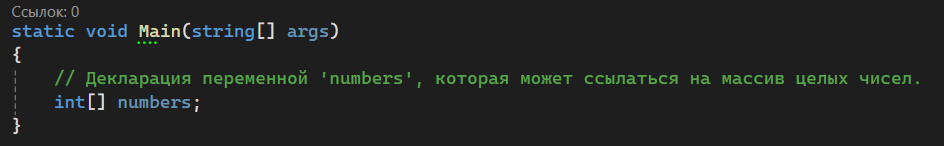 Ссылок: 0
static void Main(string[] args)
{
// Декларация переменной 'numbers', которая может ссылаться на массив целых чисел.
int[] numbers;
}